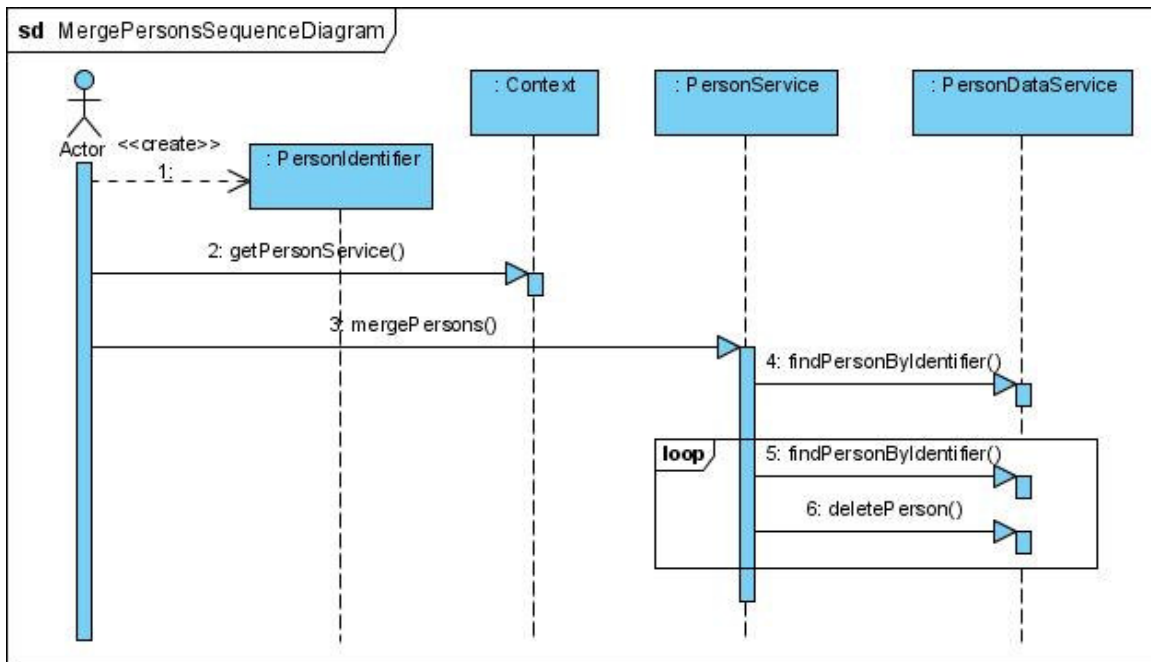 sd MergePersonsSequenceDiagram
: Context
: PersonService
: PersonDataService
Actor
<<create>>
1:
: PersonIdentifier
2: getPersonService()
3: mergePersons()
4: findPersonByIdentifier()
loop
5: findPersonByIdentifier()
6: deletePerson()